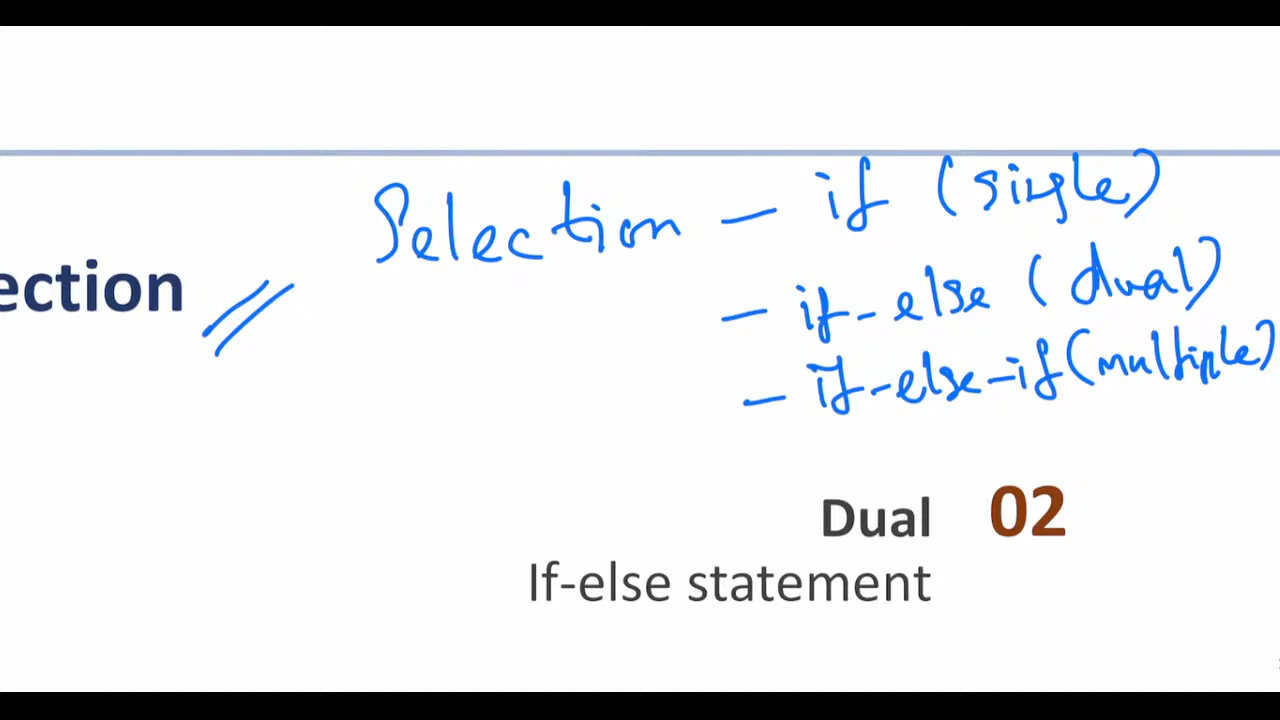 Selection - if (single)
ection
- if-else (dual)
- if-else-if (multiple)
Dual 02
If-else statement